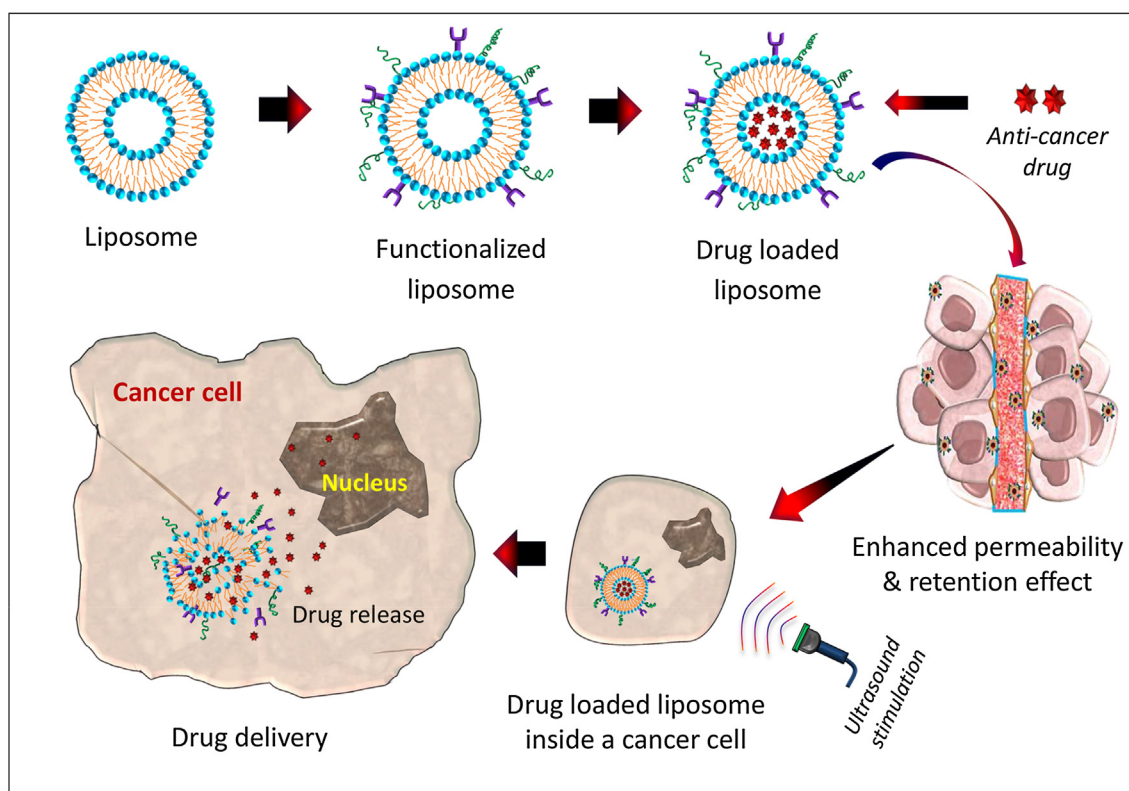 Liposome
Functionalized
liposome
Drug loaded
liposome
Anti-cancer
drug
Enhanced permeability
& retention effect
Ultrasound
stimulation
Drug loaded liposome
inside a cancer cell
Cancer cell
Nucleus
Drug release
Drug delivery